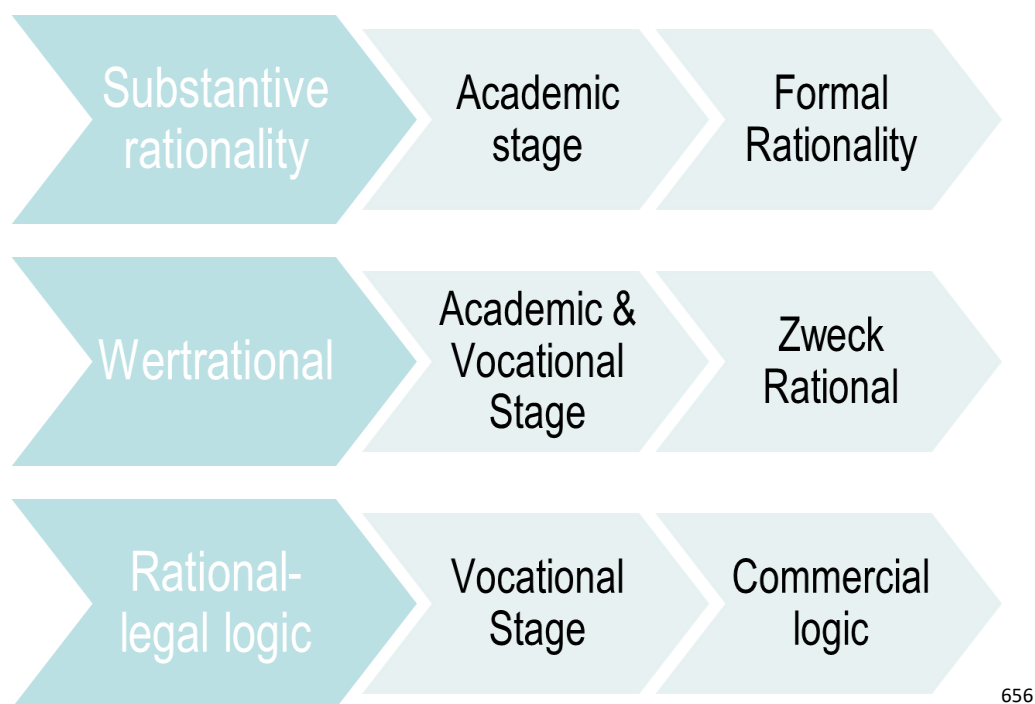 Substantive
rationality
Academic
stage
Formal
Rationality
Wertrational
Academic &
Vocational
Stage
Zweck
Rational
Rational-
legal logic
Vocational
Stage
Commercial
logic
656